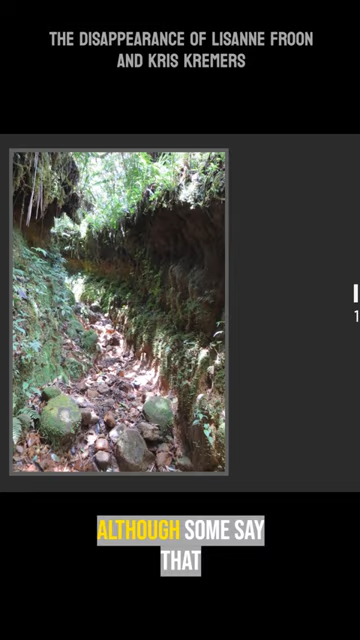 THE DISAPPEARANCE OF LISANNE FROON
AND KRIS KREMERS
ALTHOUGH SOME SAY
THAT